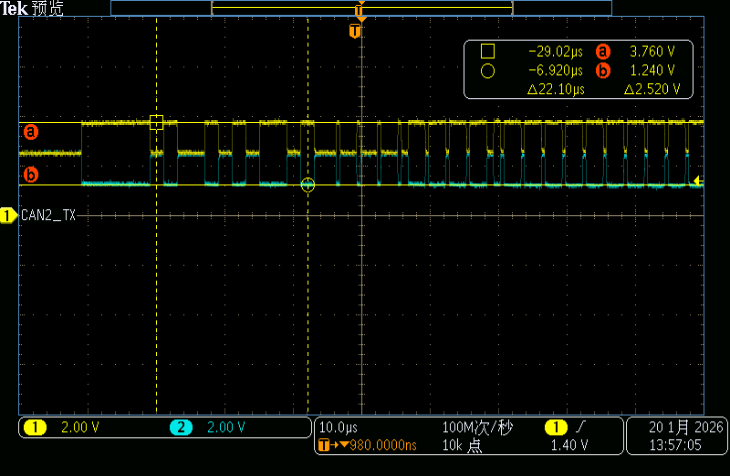 Tek 预览
T
T
-29.02µs a 3.760 V
-6.920µs b 1.240 V
△22.10µs △2.520 V
a
b
1 CAN2_TX
1 2.00 V 2 2.00 V
10.0µs 100M次/秒 1 1.40 V
T→▼980.0000ns 10k 点
20 1月 2026
13:57:05